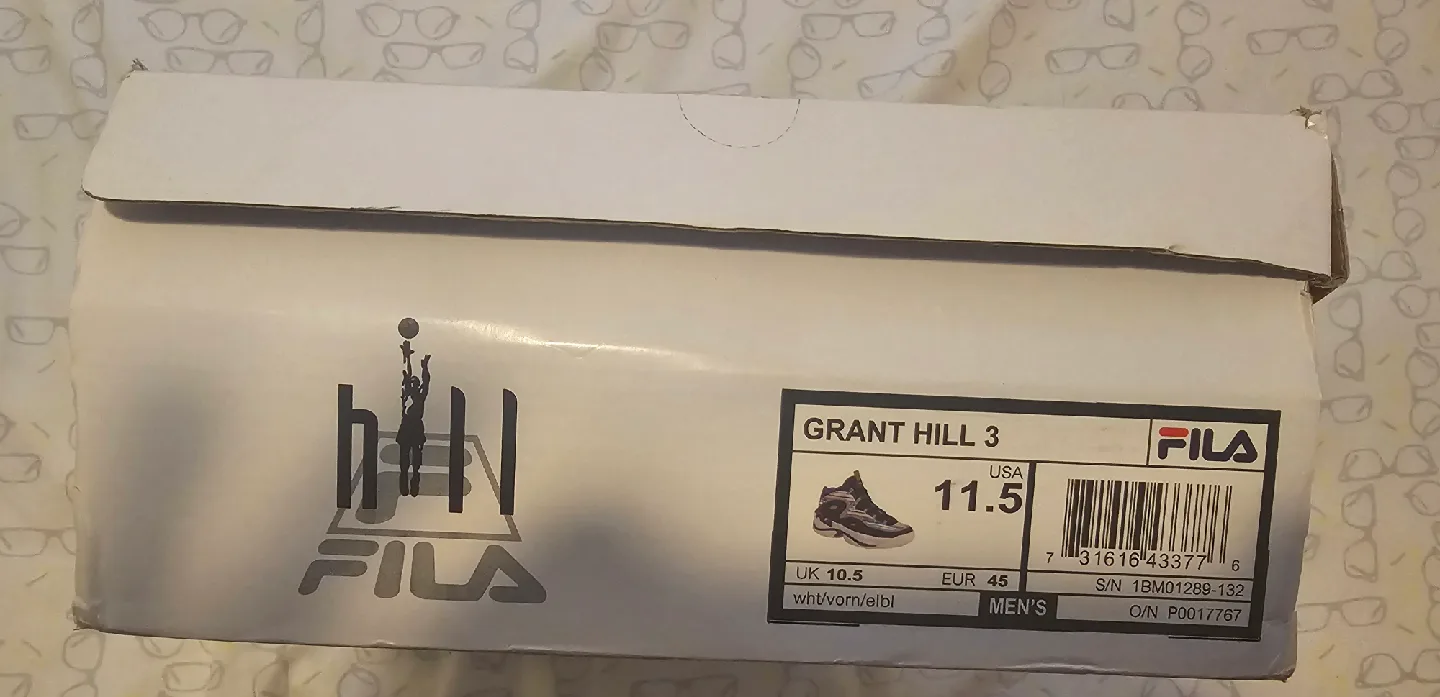 hill
FILA
GRANT HILL 3
FILA
USA
11.5
7 31616 43377 6
UK 10.5 EUR 45
S/N 1BM01289-132
wht/vorn/elbl
MEN'S
O/N P0017767